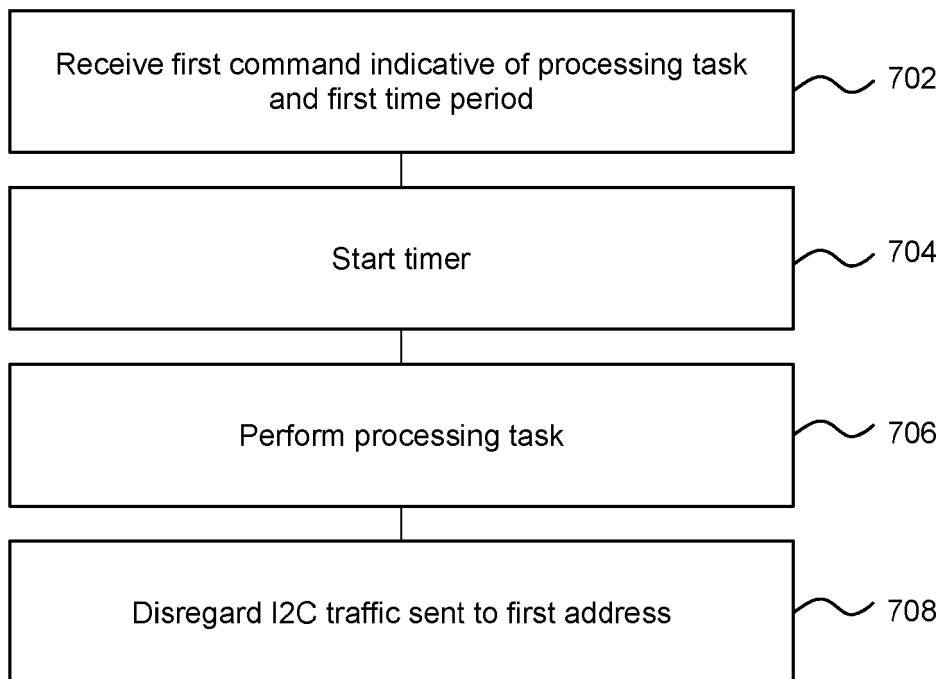 Receive first command indicative of processing task
and first time period
702
Start timer
704
Perform processing task
706
Disregard I2C traffic sent to first address
708